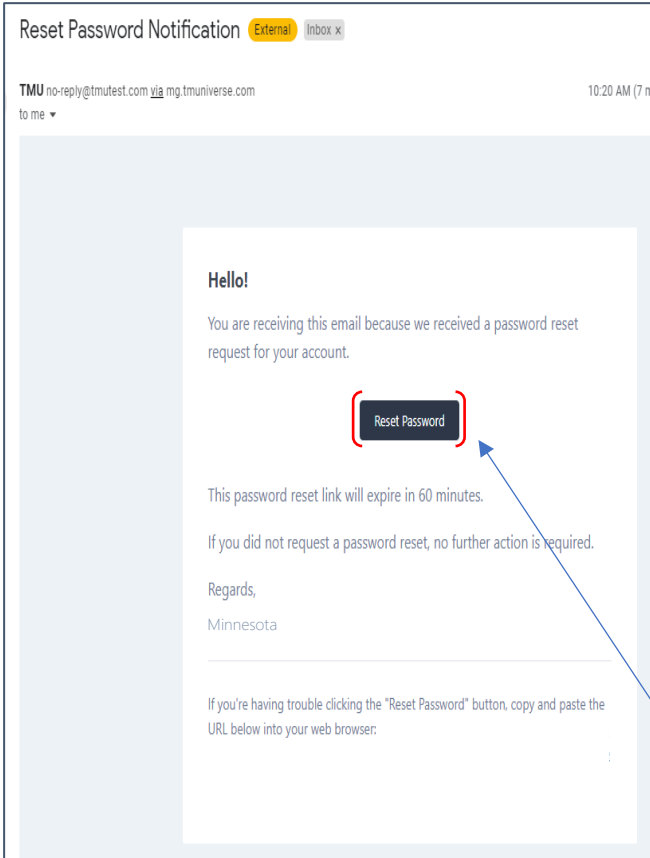 Reset Password Notification External Inbox ×
TMU no-reply@tmutest.com via mg.tmuniverse.com 10:20 AM (7 m
to me
Hello!
You are receiving this email because we received a password reset
request for your account.
Reset Password
This password reset link will expire in 60 minutes.
If you did not request a password reset, no further action is required.
Regards,
Minnesota
If you're having trouble clicking the "Reset Password" button, copy and paste the
URL below into your web browser: